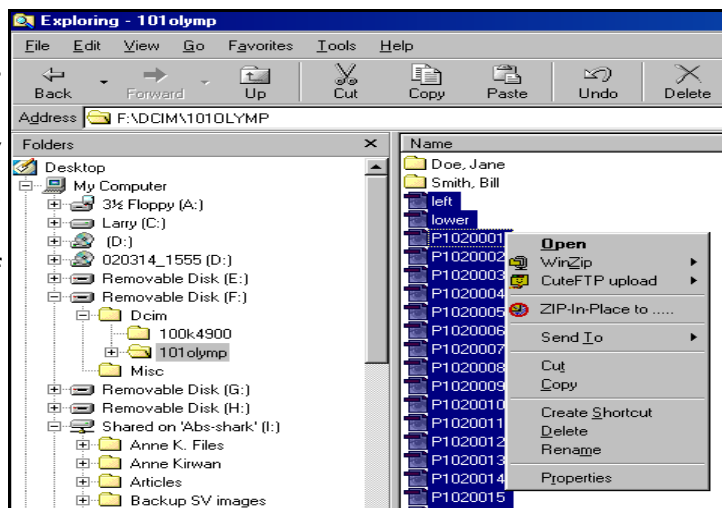 Exploring - 101olymp
File Edit View Go Favorites Tools Help
Back Forward Up Cut Copy Paste Undo Delete
Address F:\DCIM\101OLYMP
Folders
Desktop
My Computer
3½ Floppy (A:)
Larry (C:)
(D:)
020314_1555 (D:)
Removable Disk (E:)
Removable Disk (F:)
Dcim
100k4900
101olymp
Misc
Removable Disk (G:)
Removable Disk (H:)
Shared on 'Abs-shark' (I:)
Anne K. Files
Anne Kirwan
Articles
Backup SV images
Name
Doe, Jane
Smith, Bill
left
lower
P1020001
P1020002
P1020003
P1020004
P1020005
P1020006
P1020007
P1020008
P1020009
P1020010
P1020011
P1020012
P1020013
P1020014
P1020015
Open
WinZip
CuteFTP upload
ZIP-In-Place to .....
Send To
Cut
Copy
Create Shortcut
Delete
Rename
Properties